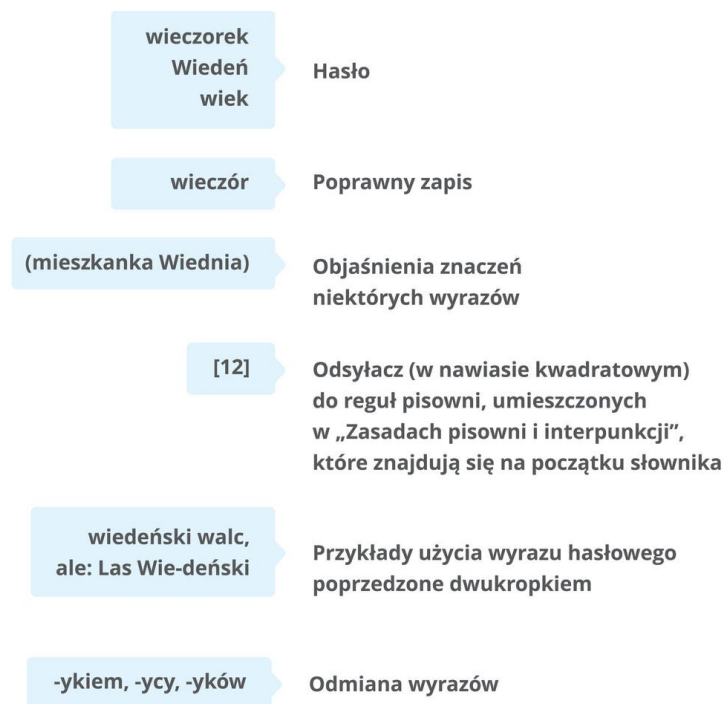 wieczorek
Wiedeń
wiek
Hasło
wieczór
Poprawny zapis
(mieszkanka Wiednia)
Objaśnienia znaczeń
niektórych wyrazów
[12]
Odsyłacz (w nawiasie kwadratowym)
do reguł pisowni, umieszczonych
w „Zasadach pisowni i interpunkcji”,
które znajdują się na początku słownika
wiedeński walc,
ale: Las Wie-deński
Przykłady użycia wyrazu hasłowego
poprzedzone dwukropkiem
-ykiem, -ycy, -yków
Odmiana wyrazów